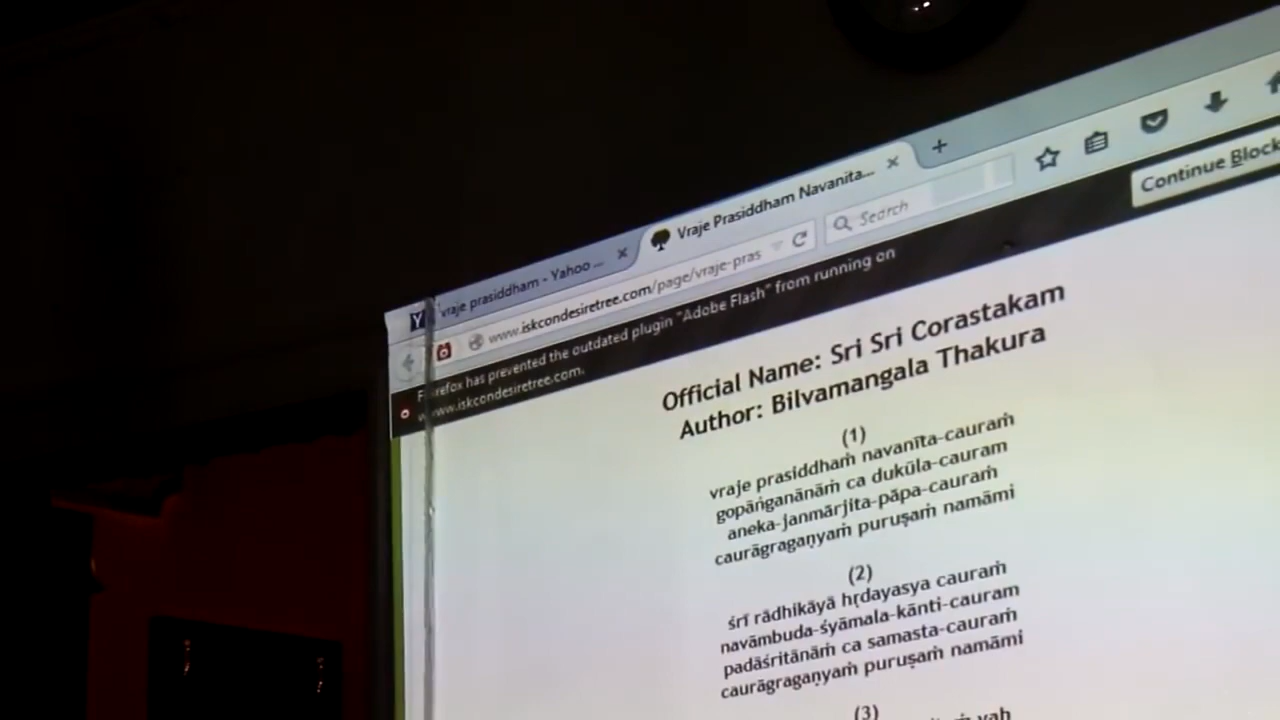 vraje prasiddham - Yahoo ...
Vraje Prasiddham Navanita...
www.iskcondesiretree.com/page/vraje-pras
Search
Firefox has prevented the outdated plugin "Adobe Flash" from running on
www.iskcondesiretree.com.
Continue Block
Official Name: Sri Sri Corastakam
Author: Bilvamangala Thakura
(1)
vraje prasiddhaṁ navanīta-cauraṁ
gopāṅganānāṁ ca dukūla-cauram
aneka-janmārjita-pāpa-cauraṁ
caurāgragaṇyaṁ puruṣaṁ namāmi
(2)
śrī rādhikāyā hṛdayasya cauraṁ
navāmbuda-śyāmala-kānti-cauram
padāśritānāṁ ca samasta-cauraṁ
caurāgragaṇyaṁ puruṣaṁ namāmi
(3)